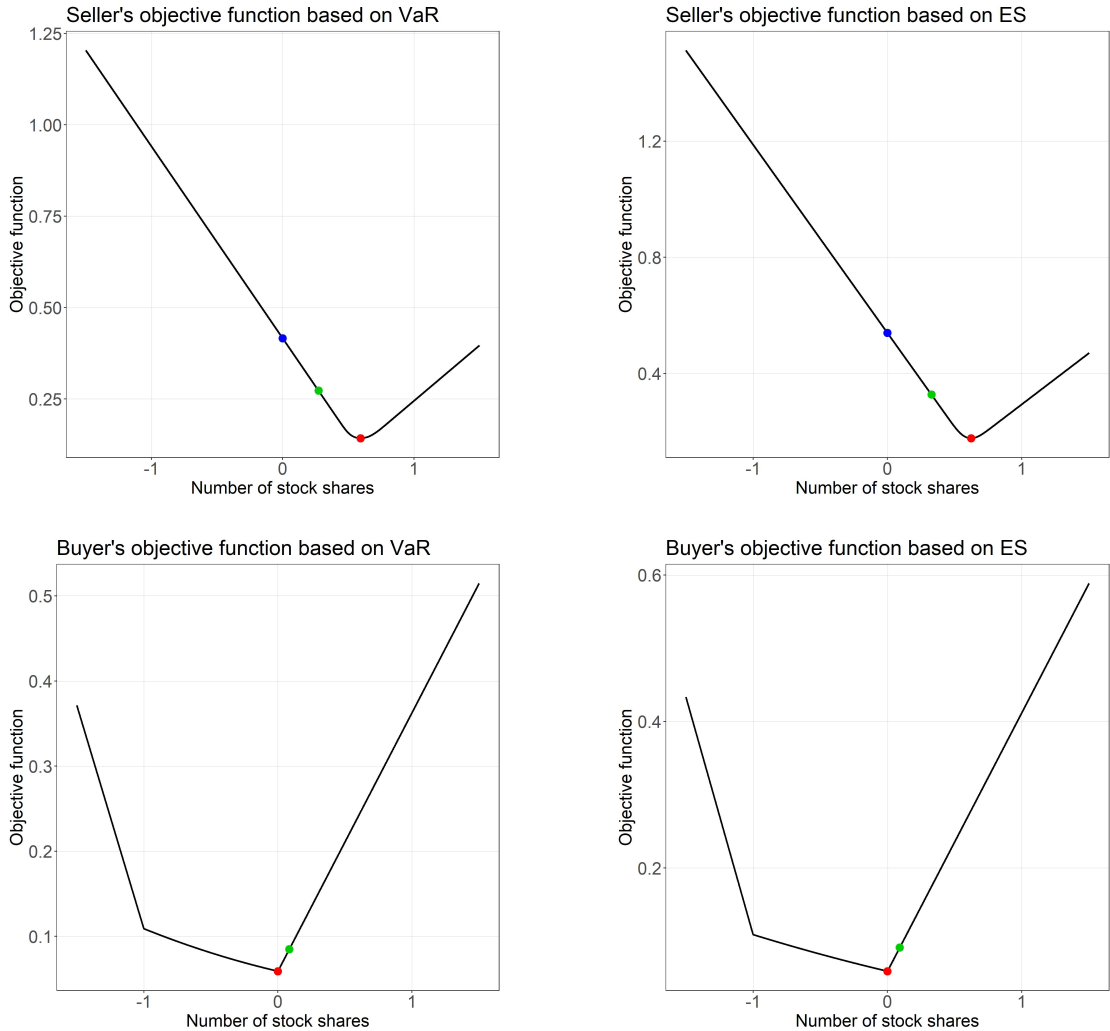 Seller's objective function based on VaR
1.25
1.00
0.75
0.50
0.25
Objective function
-1 0 1
Number of stock shares
Seller's objective function based on ES
1.2
0.8
0.4
Objective function
-1 0 1
Number of stock shares
Buyer's objective function based on VaR
0.5
0.4
0.3
0.2
0.1
Objective function
-1 0 1
Number of stock shares
Buyer's objective function based on ES
0.6
0.4
0.2
Objective function
-1 0 1
Number of stock shares